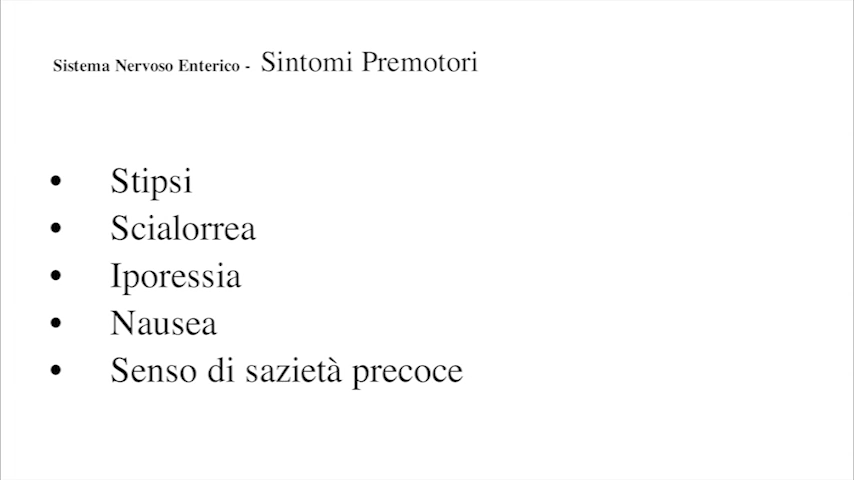 Sistema Nervoso Enterico - Sintomi Premotori
• Stipsi
• Scialorrea
• Iporessia
• Nausea
• Senso di sazietà precoce